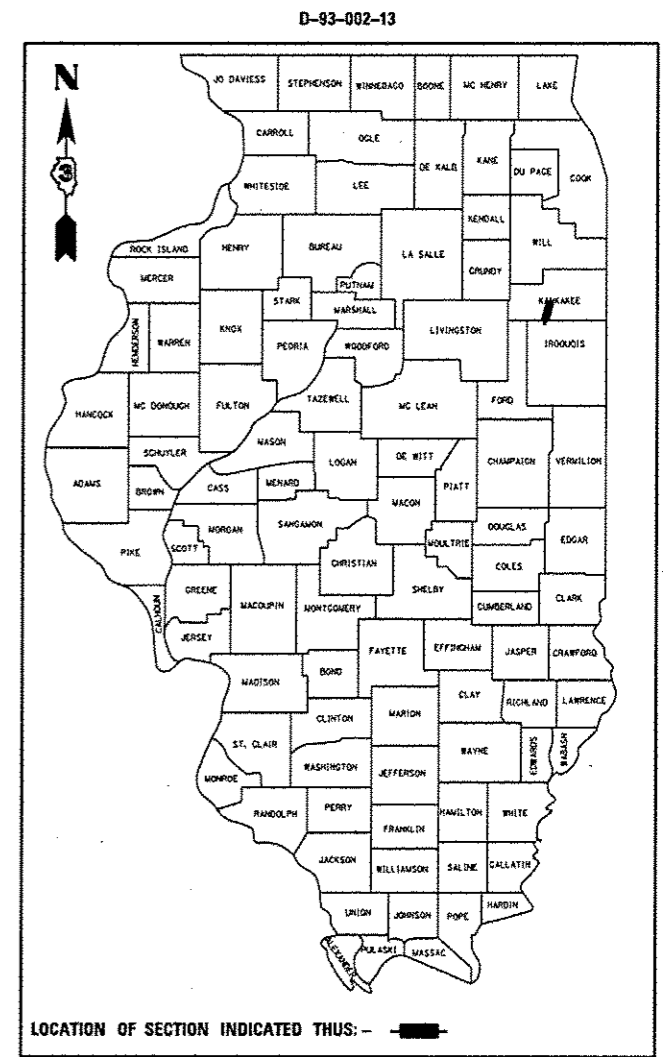 D-93-002-13
N
JO DAVIESS STEPHENSON WINNEBAGO BOONE MC HENRY LAKE
CARROLL OGLE DE KALB KANE DU PAGE COOK
WHITESIDE LEE
KENDALL WILL
ROCK ISLAND HENRY BUREAU LA SALLE GRUNDY
MERCER PUTNAM
STARK MARSHALL KANKAKEE
HENDERSON WARREN KNOX PEORIA WOODFORD LIVINGSTON IROQUOIS
HANCOCK MC DONOUGH FULTON TAZEWELL MC LEAN FORD
MASON
SCHUYLER LOGAN DE WITT CHAMPAIGN VERMILION
ADAMS BROWN CASS MENARD MACON PIATT
MORGAN SANGAMON DOUGLAS EDGAR
PIKE SCOTT CHRISTIAN MOULTRIE COLES
GREENE MACOUPIN MONTGOMERY SHELBY CUMBERLAND CLARK
CALHOUN JERSEY
FAYETTE EFFINGHAM JASPER CRAWFORD
MADISON BOND
CLAY RICHLAND LAWRENCE
CLINTON MARION
ST. CLAIR WAYNE EDWARDS WABASH
MONROE WASHINGTON JEFFERSON
RANDOLPH PERRY HAMILTON WHITE
FRANKLIN
JACKSON WILLIAMSON SALINE GALLATIN
UNION JOHNSON POPE HARDIN
ALEXANDER PULASKI MASSAC
LOCATION OF SECTION INDICATED THUS: -